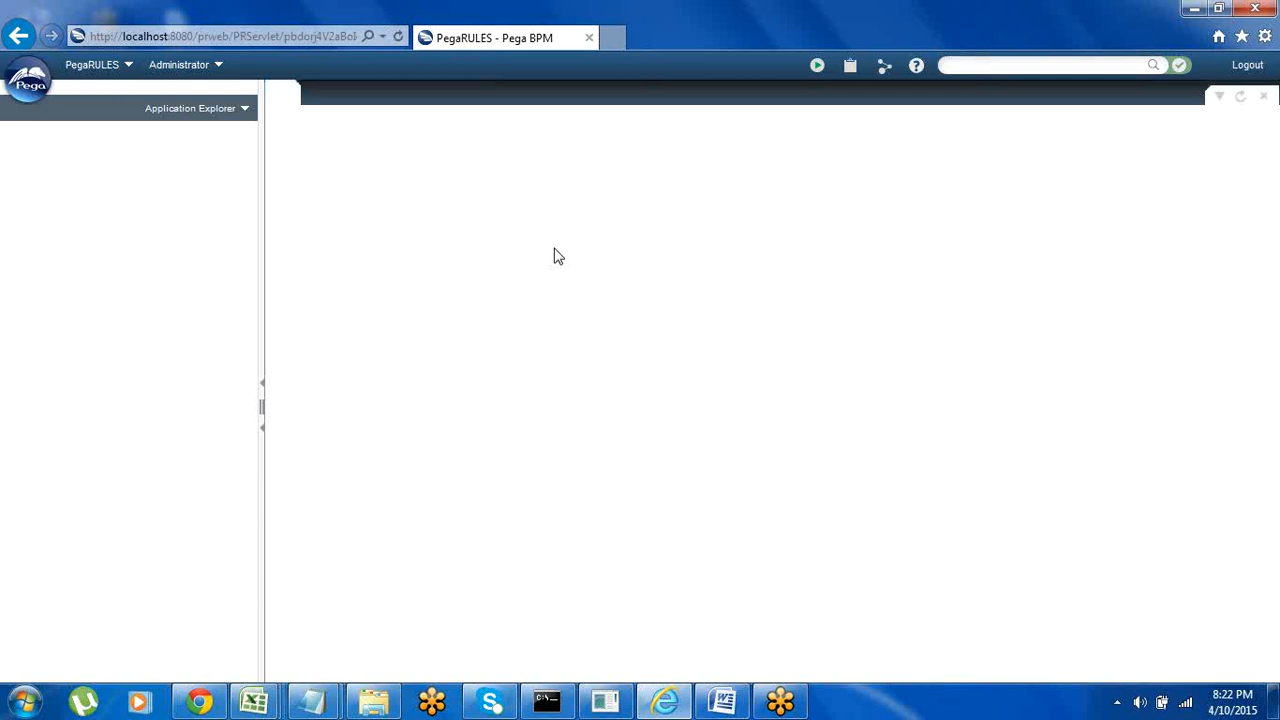 http://localhost:8080/prweb/PRServlet/pbdorj4V2aBo
PegaRULES - Pega BPM
Pega
PegaRULES
Administrator
Logout
Application Explorer
C:\
8:22 PM
4/10/2015